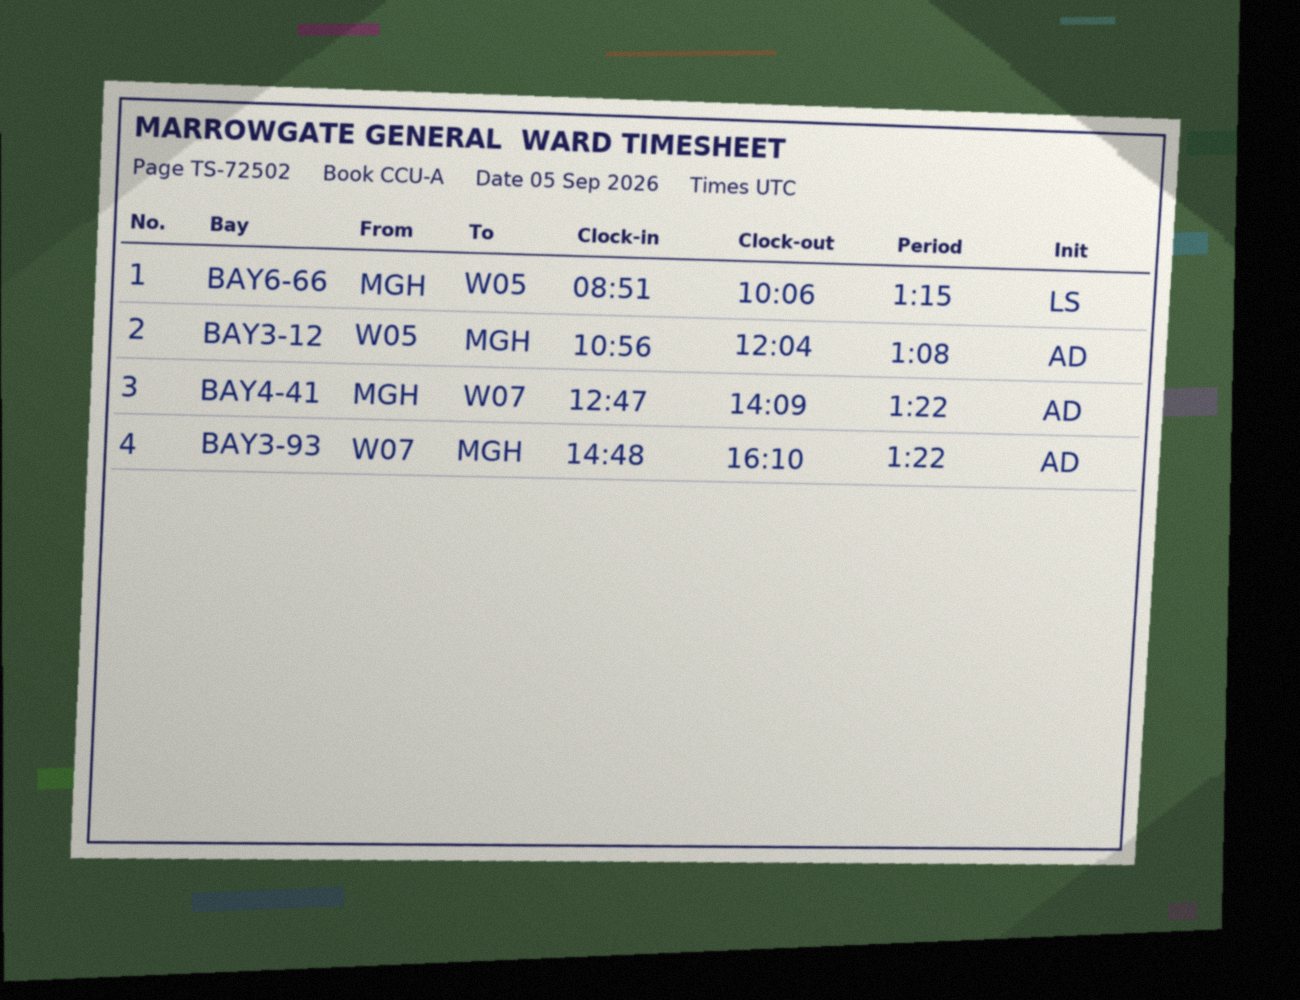 MARROWGATE GENERAL WARD TIMESHEET
Page TS-72502 Book CCU-A Date 05 Sep 2026 Times UTC
No. Bay From To Clock-in Clock-out Period Init
1 BAY6-66 MGH W05 08:51 10:06 1:15 LS
2 BAY3-12 W05 MGH 10:56 12:04 1:08 AD
3 BAY4-41 MGH W07 12:47 14:09 1:22 AD
4 BAY3-93 W07 MGH 14:48 16:10 1:22 AD